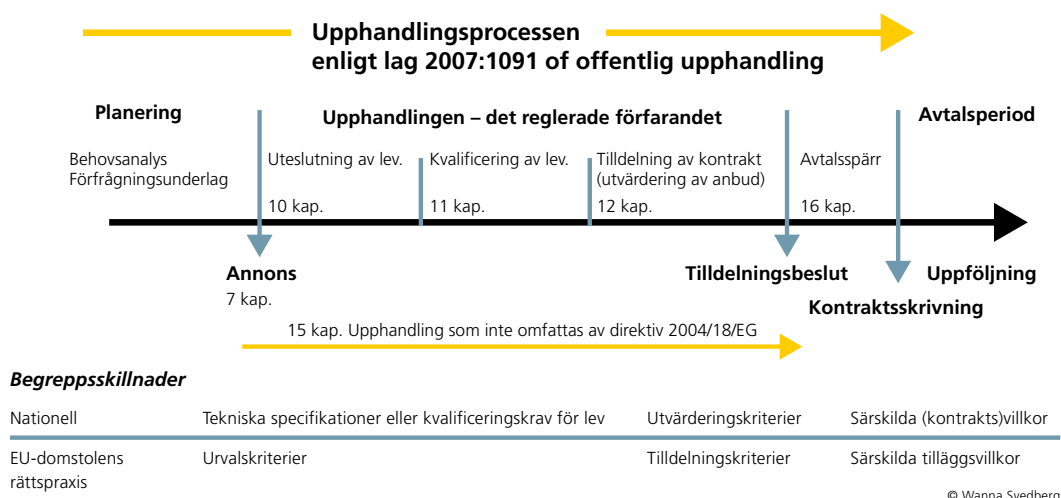 Upphandlingsprocessen
enligt lag 2007:1091 of offentlig upphandling
Planering
Upphandlingen – det reglerade förfarandet
Avtalsperiod
Behovsanalys
Förfrågningsunderlag
Uteslutning av lev.
Kvalificering av lev.
Tilldelning av kontrakt
(utvärdering av anbud)
Avtalsspärr
10 kap.
11 kap.
12 kap.
16 kap.
Annons
7 kap.
Tilldelningsbeslut
Uppföljning
Kontraktsskrivning
15 kap. Upphandling som inte omfattas av direktiv 2004/18/EG
Begreppsskillnader
Nationell
Tekniska specifikationer eller kvalificeringskrav för lev
Utvärderingskriterier
Särskilda (kontrakts)villkor
EU-domstolens
rättspraxis
Urvalskriterier
Tilldelningskriterier
Särskilda tilläggsvillkor
© Wanna Svedberg